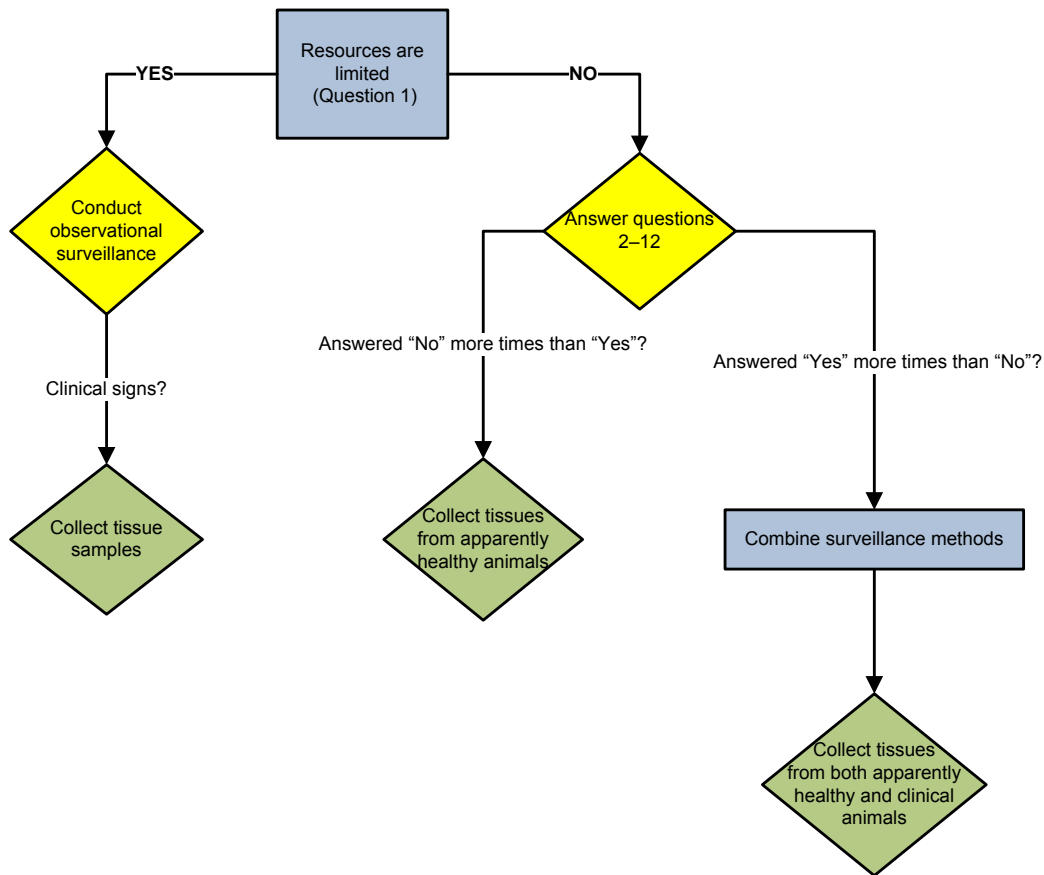 Resources are
limited
(Question 1)
YES
NO
Conduct
observational
surveillance
Answer questions
2–12
Answered “No” more times than “Yes”?
Answered “Yes” more times than “No”?
Clinical signs?
Collect tissue
samples
Collect tissues
from apparently
healthy animals
Combine surveillance methods
Collect tissues
from both apparently
healthy and clinical
animals